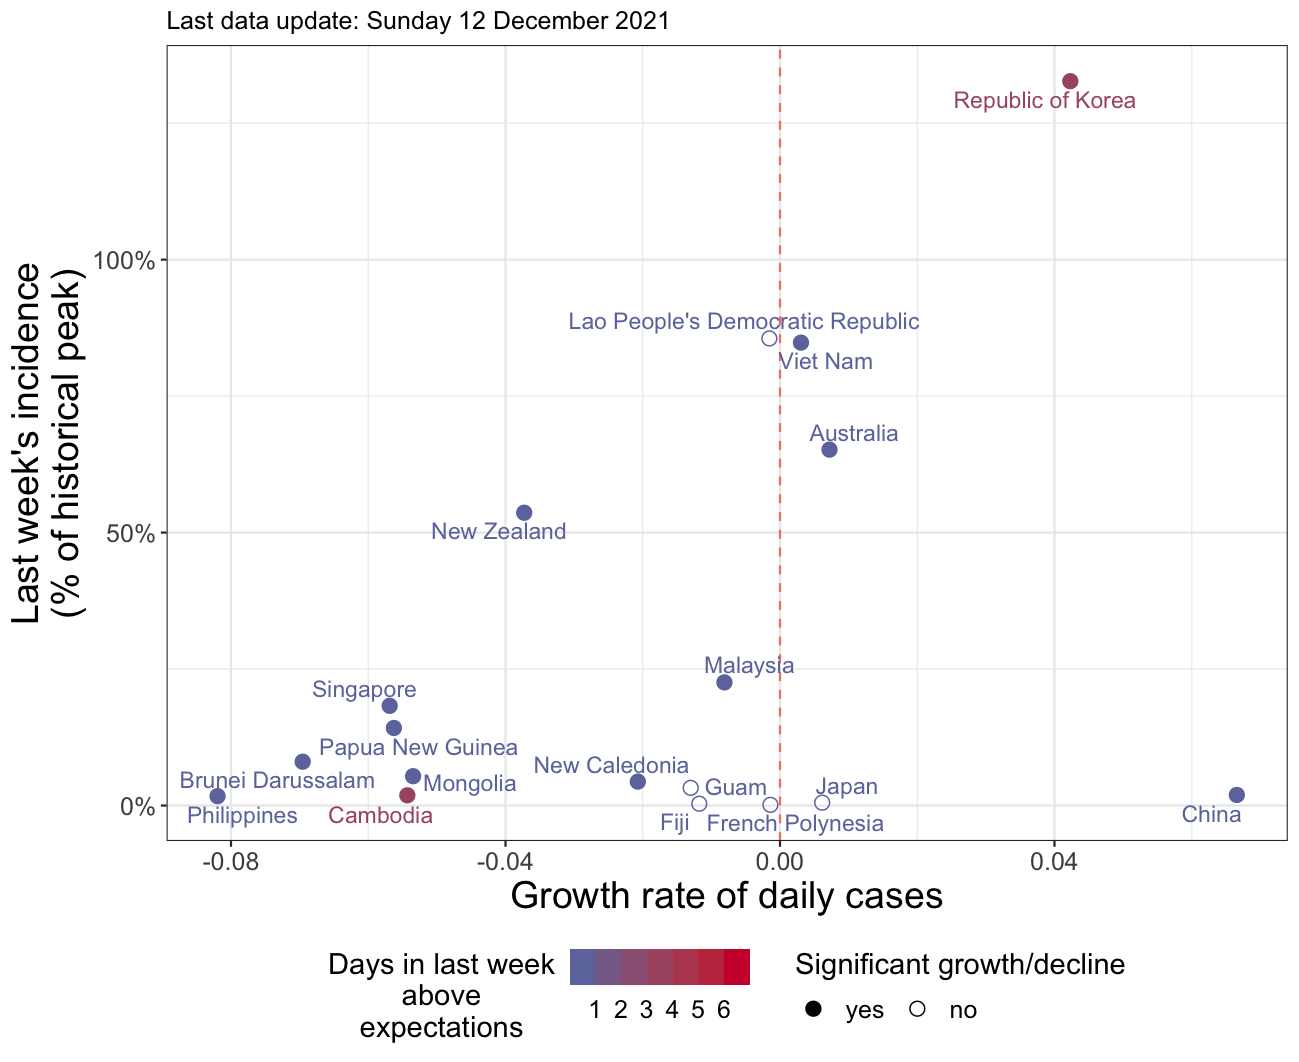 Last data update: Sunday 12 December 2021
Last week's incidence
(% of historical peak)
100%
50%
0%
Republic of Korea
Lao People's Democratic Republic
Viet Nam
Australia
New Zealand
Malaysia
Singapore
Papua New Guinea
New Caledonia
Brunei Darussalam
Mongolia
Guam
Japan
Philippines
Cambodia
Fiji
French Polynesia
China
-0.08
-0.04
0.00
0.04
Growth rate of daily cases
Days in last week
above
expectations
1 2 3 4 5 6
Significant growth/decline
yes
no